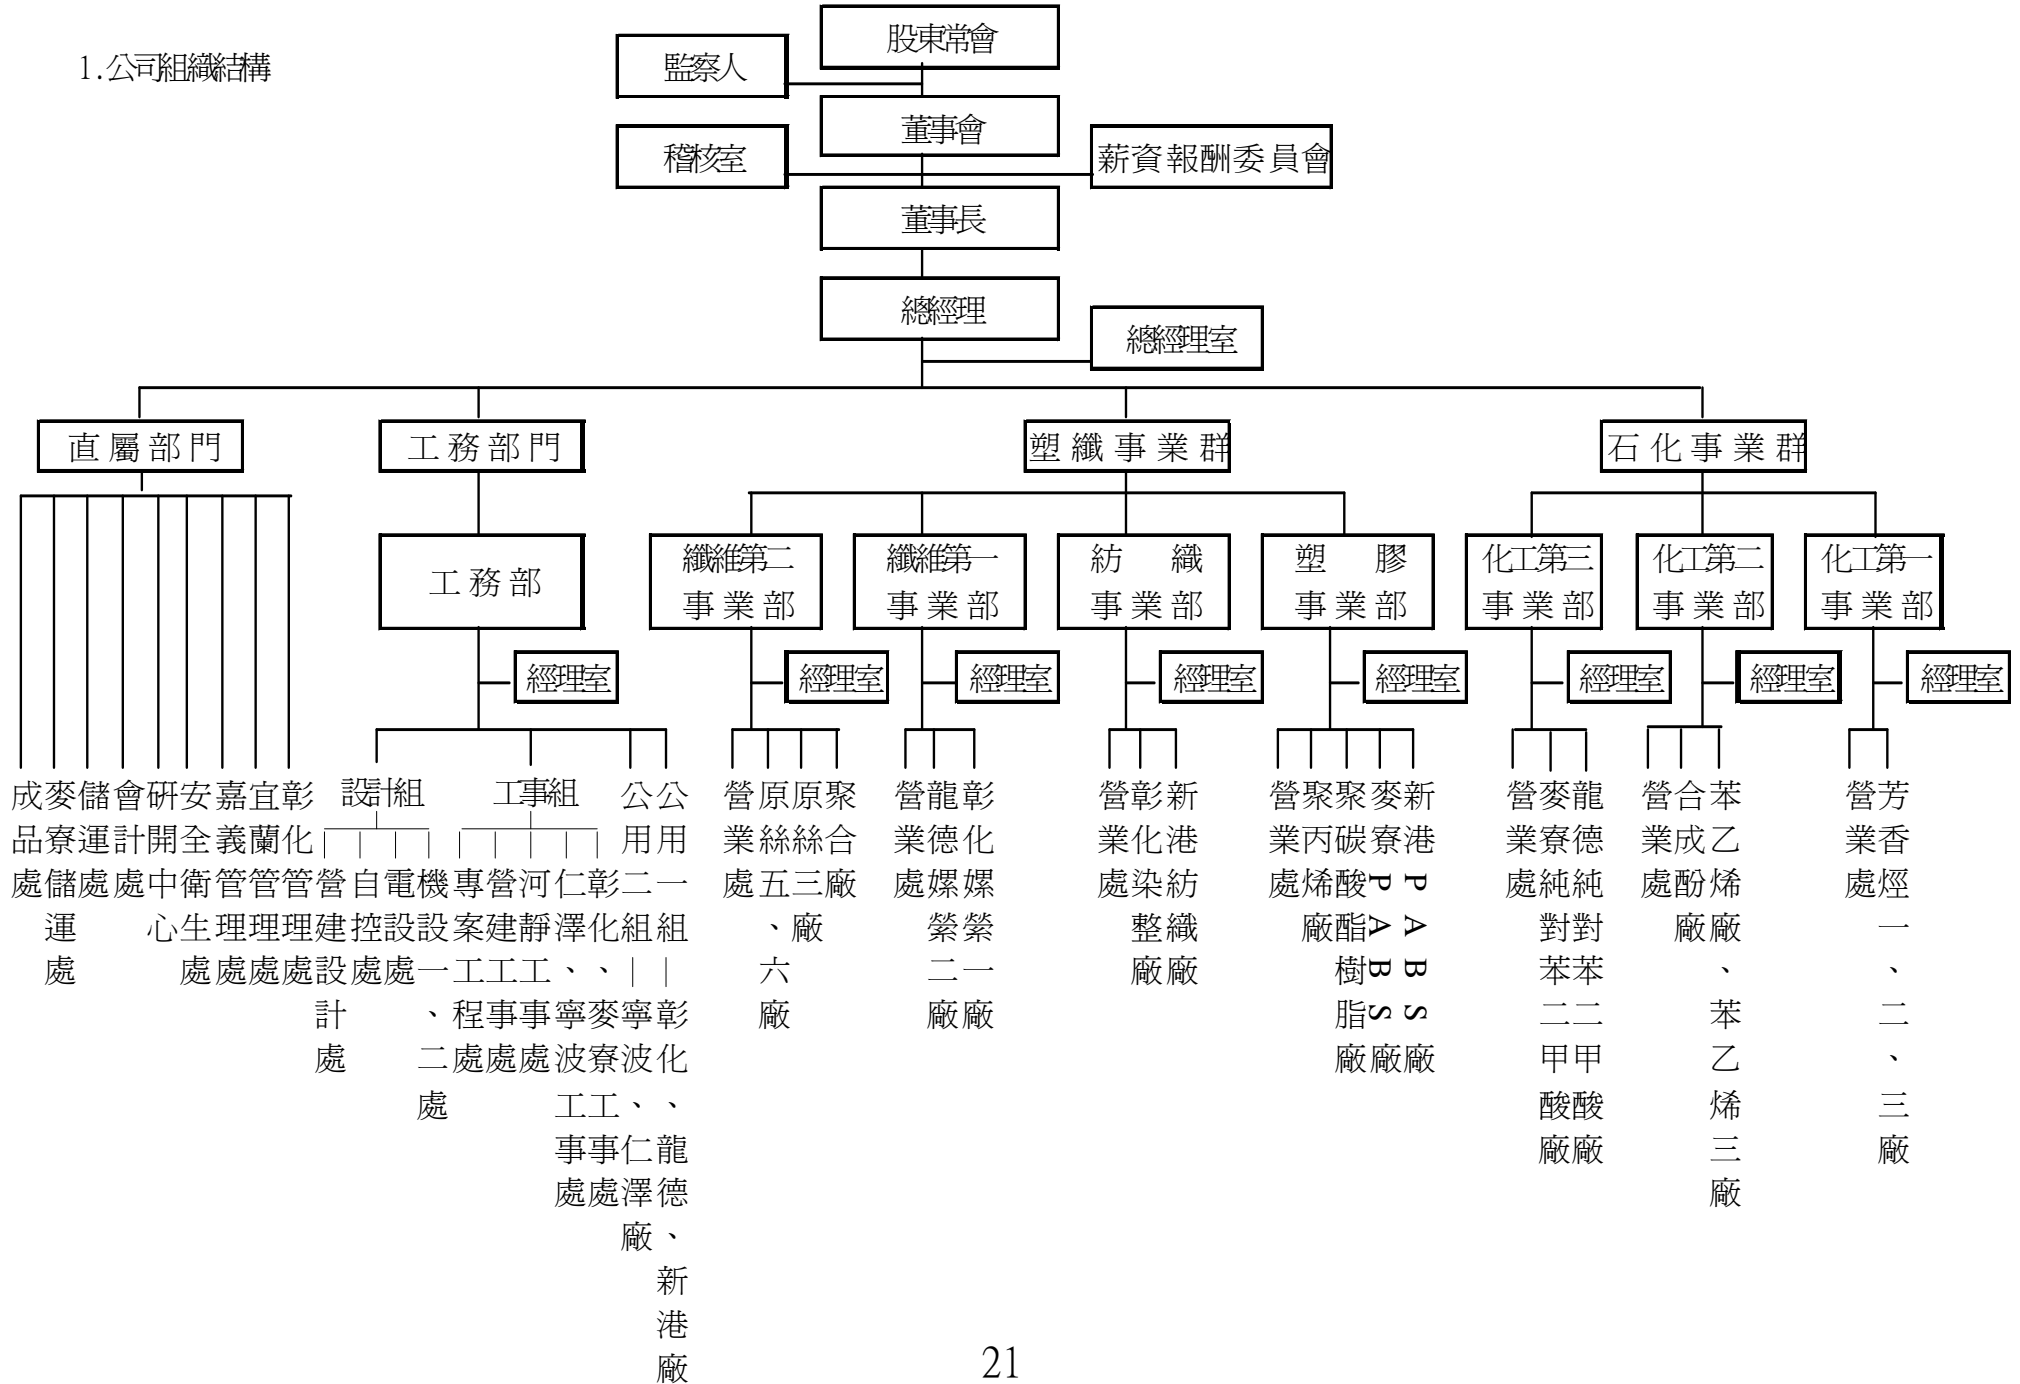 1.公司組織結構
股東常會
監察人
董事會
稽核室
薪資報酬委員會
董事長
總經理
總經理室
直屬部門
工務部門
塑纖事業群
石化事業群
工務部
纖維第二
事業部
纖維第一
事業部
紡織
事業部
塑膠
事業部
化工第三
事業部
化工第二
事業部
化工第一
事業部
經理室
經理室
經理室
經理室
經理室
經理室
經理室
經理室
成品處
麥寮儲運處
儲運處
會計處
研開中心
安全衛生處
嘉義管理處
宜蘭管理處
彰化管理處
設計組
營建設計處
自控處
電設處
機設一、二處
工事組
專案工程處
營建工事處
河靜工事處
仁澤、寧波工事處
彰化、麥寮工事處
公用二組|寧波、仁澤廠
公用一組|彰化、龍德、新港廠
營業處
原絲五、六廠
原絲三廠
聚合廠
營業處
龍德嫘縈二廠
彰化嫘縈一廠
營業處
彰化染整廠
新港紡織廠
營業處
聚丙烯廠
聚碳酸酯樹脂廠
麥寮PABS廠
新港PABS廠
營業處
麥寮純對苯二甲酸廠
龍德純對苯二甲酸廠
營業處
合成酚廠
苯乙烯廠、苯乙烯三廠
營業處
芳香烴一、二、三廠
21